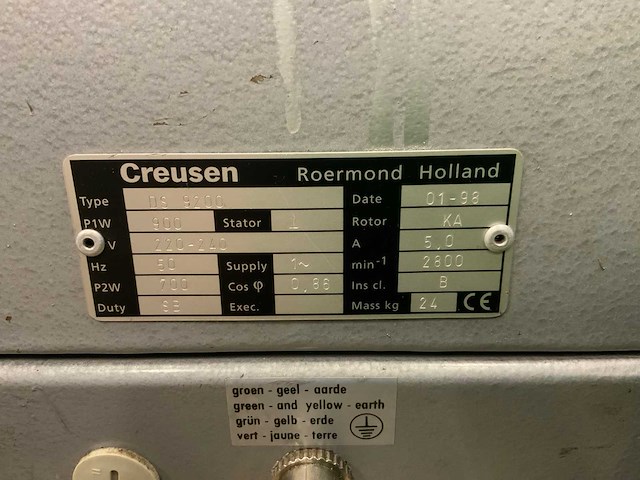 Creusen Roermond Holland
Type DS 9200 Date 01-98
P1W 900 Stator 1 Rotor KA
V 220-240 A 5,0
Hz 50 Supply 1~ min-1 2800
P2W 700 Cos φ 0,86 Ins cl. B
Duty Exec. Mass kg 24 CE
groen - geel - aarde
green - and yellow - earth
grün - gelb - erde
vert - jaune - terre